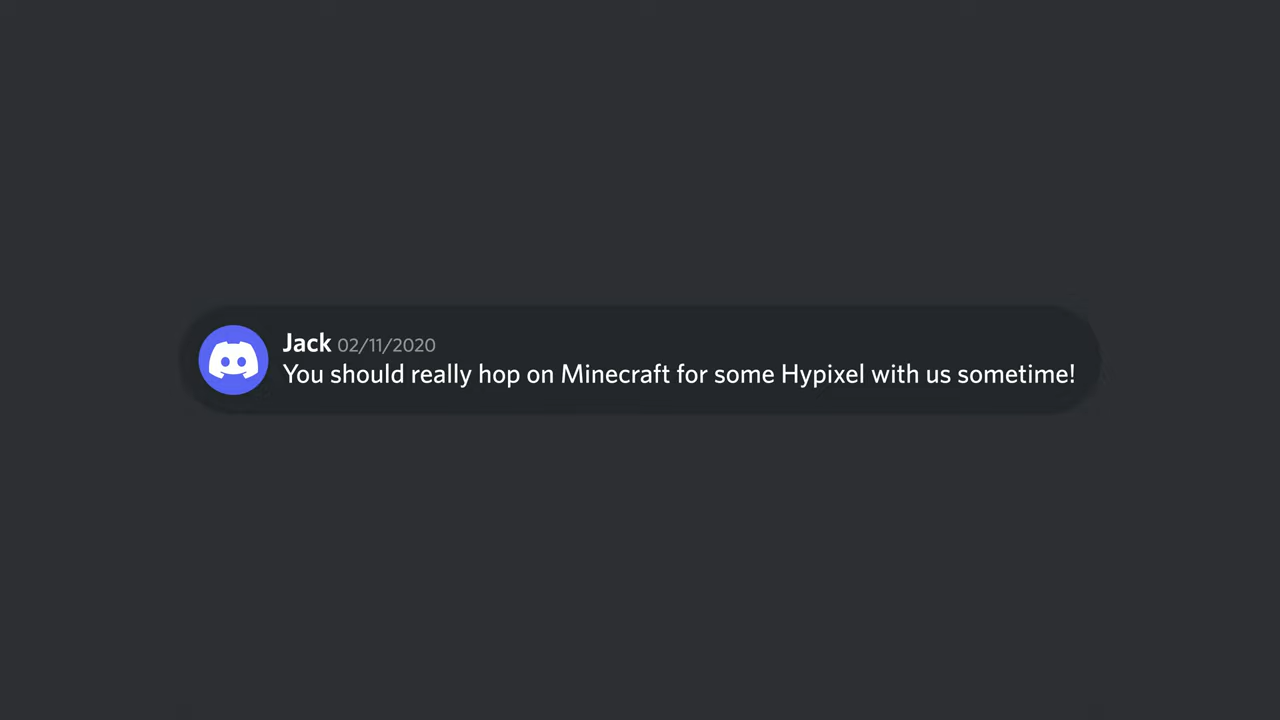 Jack 02/11/2020
You should really hop on Minecraft for some Hypixel with us sometime!